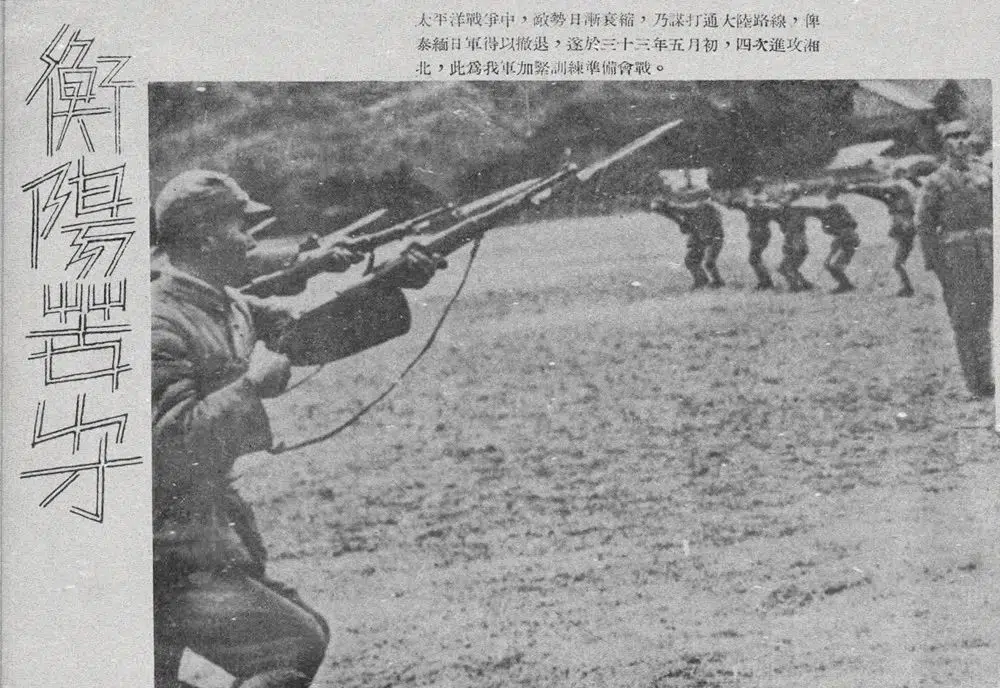 衡陽苦守
太平洋戰爭中，敵勢日漸衰縮，乃謀打通大陸路線，俾
泰緬日軍得以撤退，遂於三十三年五月初，四次進攻湘
北，此爲我軍加緊訓練準備會戰。